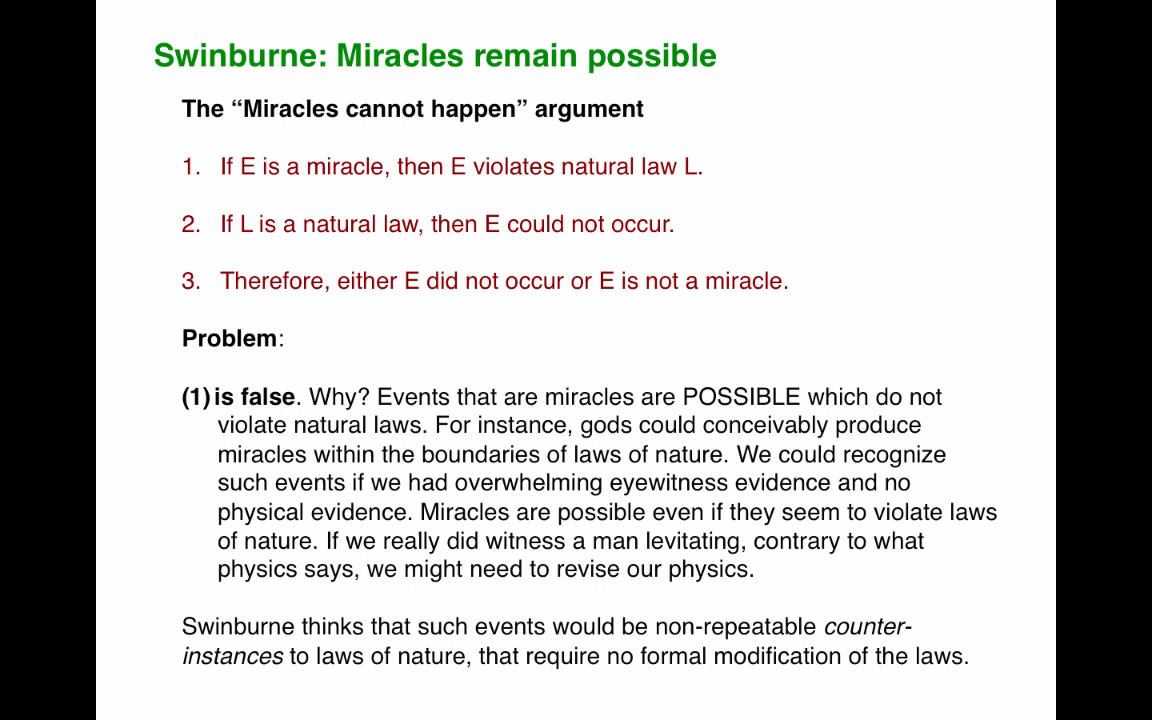 Swinburne: Miracles remain possible
The “Miracles cannot happen” argument
1. If E is a miracle, then E violates natural law L.
2. If L is a natural law, then E could not occur.
3. Therefore, either E did not occur or E is not a miracle.
Problem:
(1) is false. Why? Events that are miracles are POSSIBLE which do not
violate natural laws. For instance, gods could conceivably produce
miracles within the boundaries of laws of nature. We could recognize
such events if we had overwhelming eyewitness evidence and no
physical evidence. Miracles are possible even if they seem to violate laws
of nature. If we really did witness a man levitating, contrary to what
physics says, we might need to revise our physics.
Swinburne thinks that such events would be non-repeatable counter-
instances to laws of nature, that require no formal modification of the laws.